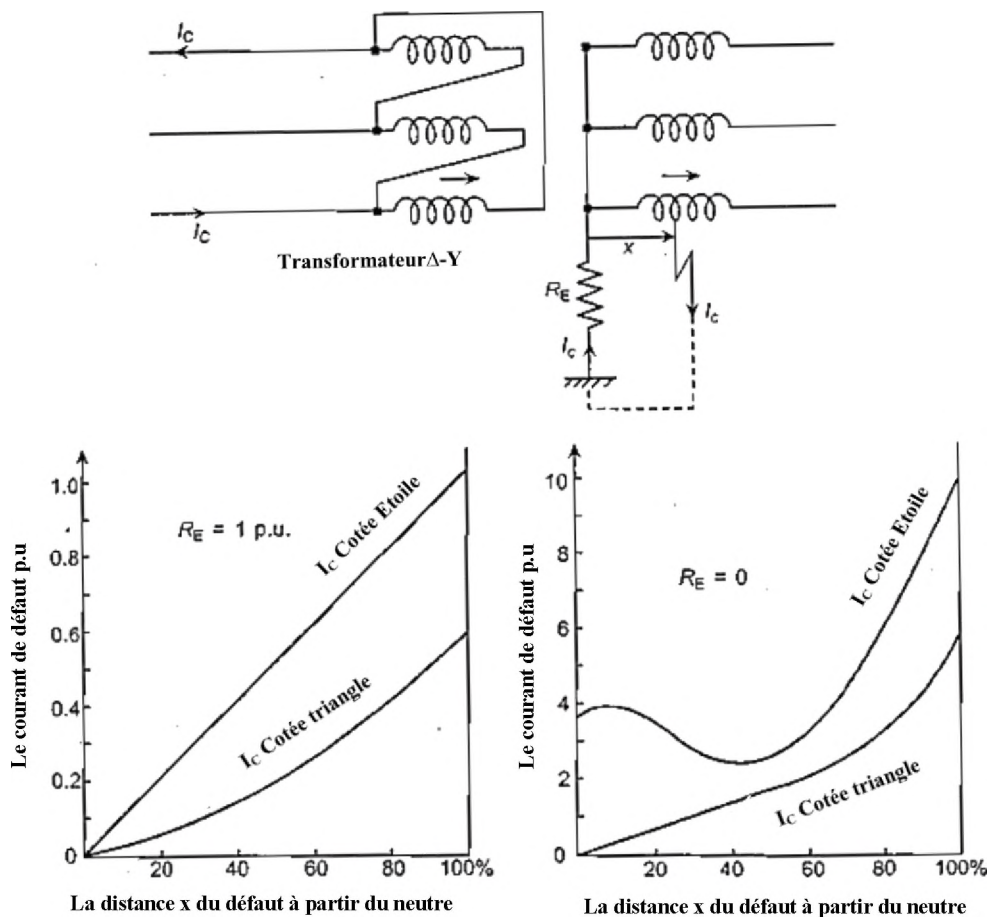 I_C
I_C
Transformateur Δ-Y
x
R_E
I_c
I_c
Le courant de défaut p.u
1.0
0.8
0.6
0.4
0.2
0
R_E = 1 p.u.
I_C Cotée Etoile
I_C Cotée triangle
20
40
60
80
100%
La distance x du défaut à partir du neutre
Le courant de défaut p.u
10
8
6
4
2
0
R_E = 0
I_C Cotée Etoile
I_C Cotée triangle
20
40
60
80
100%
La distance x du défaut à partir du neutre